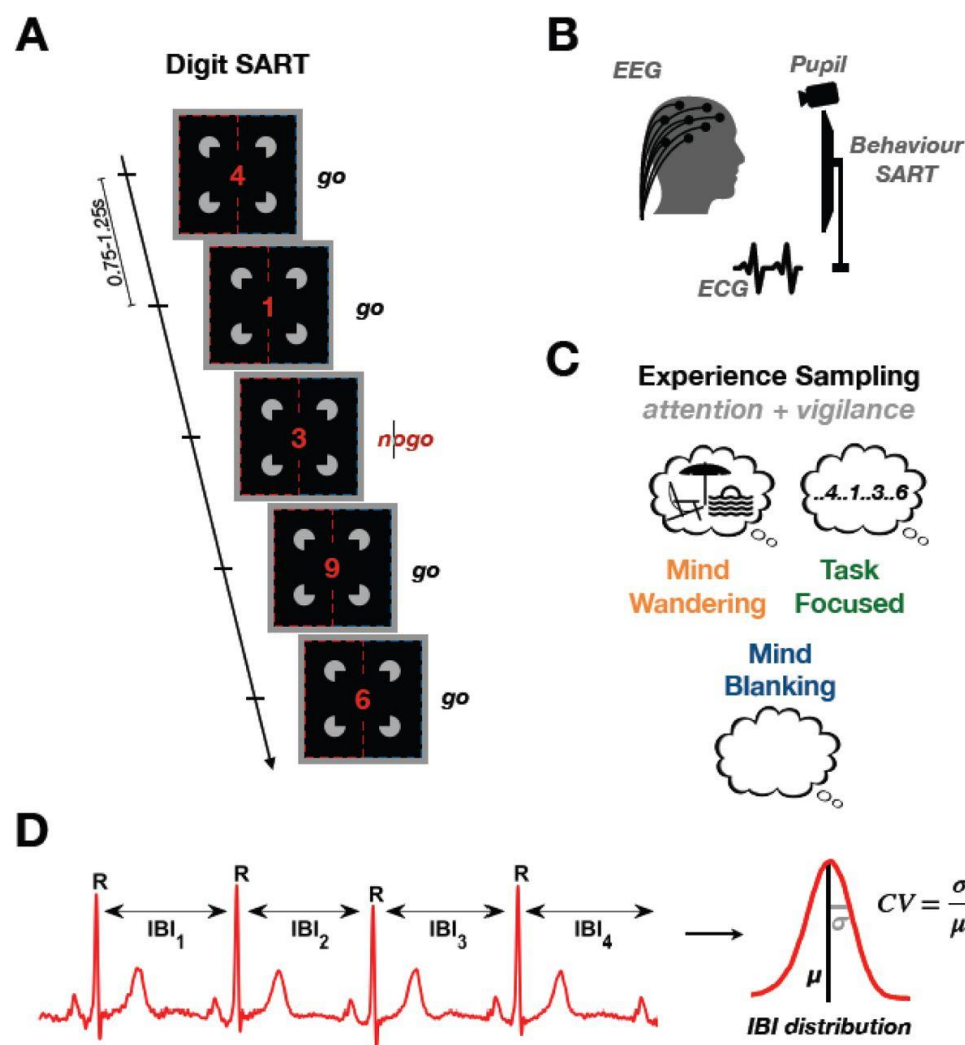 A
Digit SART
4
go
0.75-1.25s
1
go
3
nogo
9
go
6
go
B
EEG
Pupil
Behaviour
SART
ECG
C
Experience Sampling
attention + vigilance
..4..1..3..6
Mind
Wandering
Task
Focused
Mind
Blanking
D
R
R
R
R
IBI₁
IBI₂
IBI₃
IBI₄
CV = σ/μ
σ
μ
IBI distribution